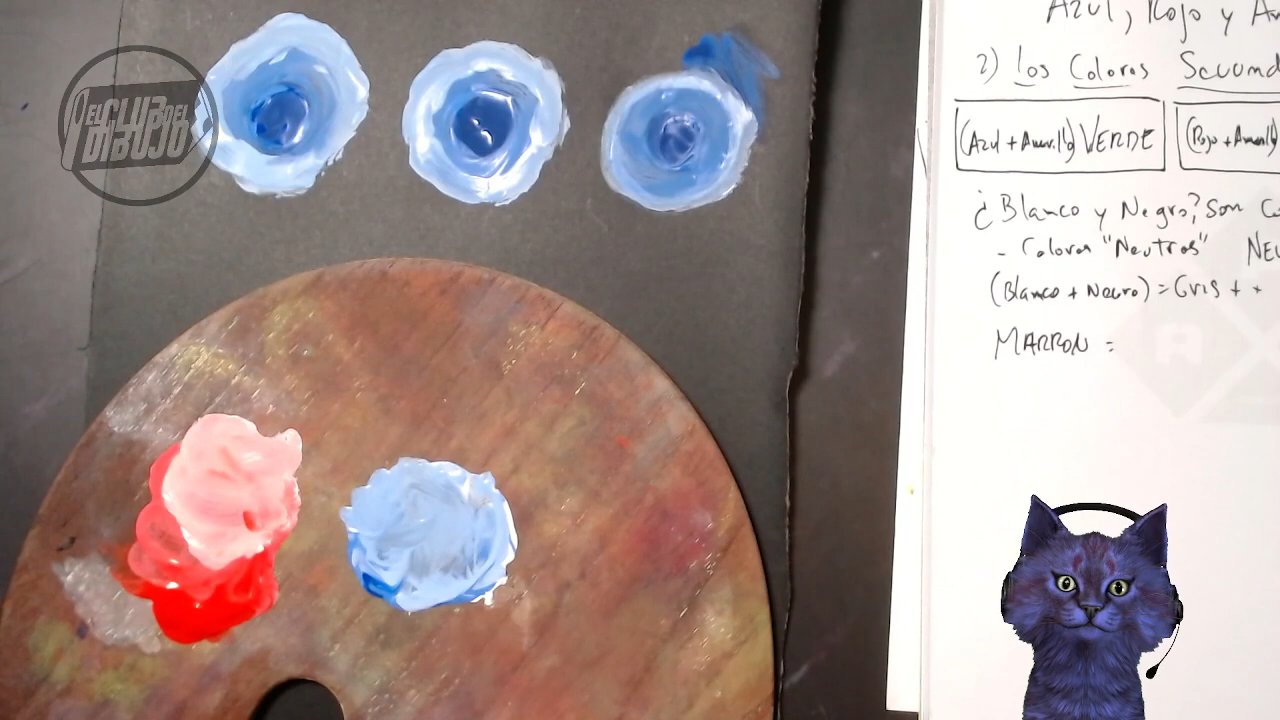 EL CLUB DEL
DIBUJO
Azul, Rojo y
2) Los Colores
(Azul + Amarillo) VERDE
(Rojo + Amarillo
¿Blanco y Negro? Son
- Colores "Neutros"
(Blanco + Negro) = Gris + +
MARRON =